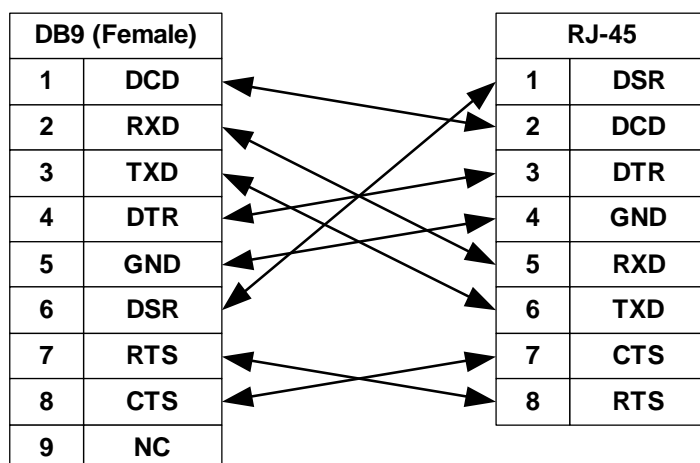 DB9 (Female)
1 DCD
2 RXD
3 TXD
4 DTR
5 GND
6 DSR
7 RTS
8 CTS
9 NC
RJ-45
1 DSR
2 DCD
3 DTR
4 GND
5 RXD
6 TXD
7 CTS
8 RTS